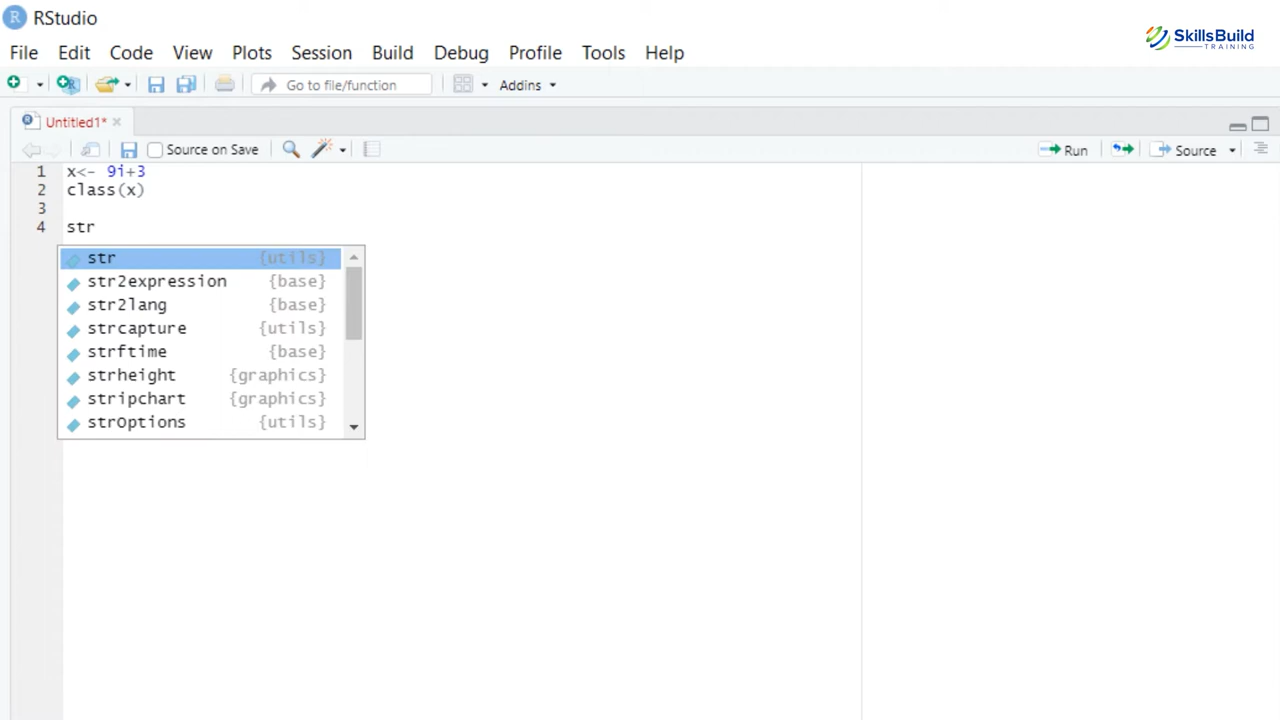 RStudio
SkillsBuild
TRAINING
File Edit Code View Plots Session Build Debug Profile Tools Help
Go to file/function Addins
Untitled1*
Source on Save Run Source
1 x<- 9i+3
2 class(x)
3
4 str
str {utils}
str2expression {base}
str2lang {base}
strcapture {utils}
strftime {base}
strheight {graphics}
stripchart {graphics}
strOptions {utils}